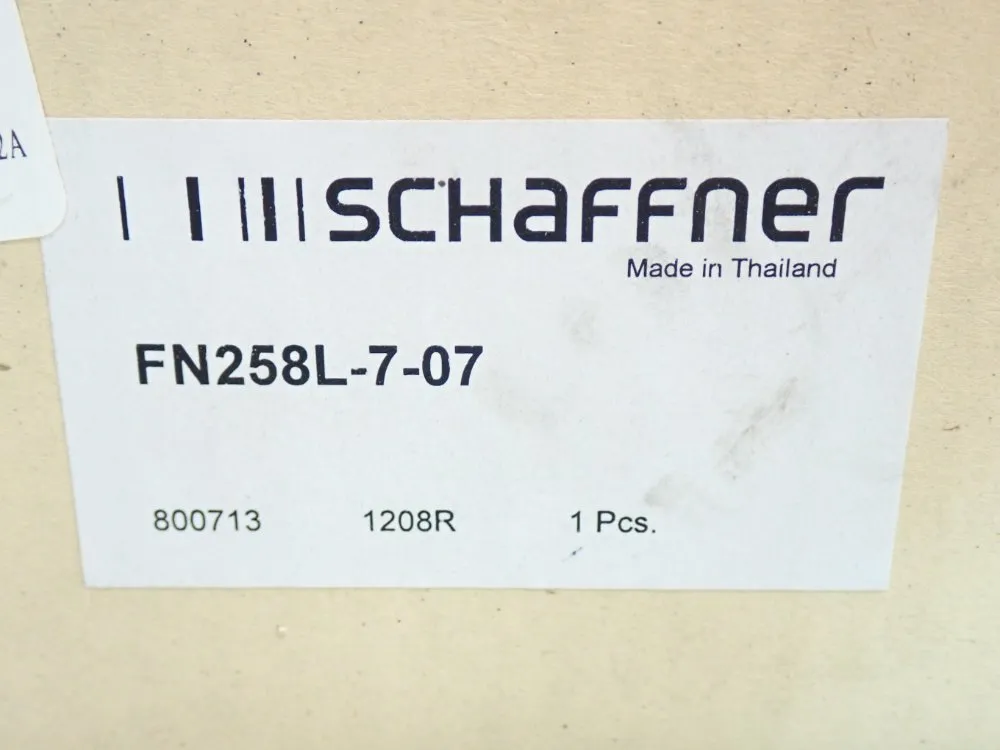 SCHAFFNER
Made in Thailand
FN258L-7-07
800713 1208R 1 Pcs.